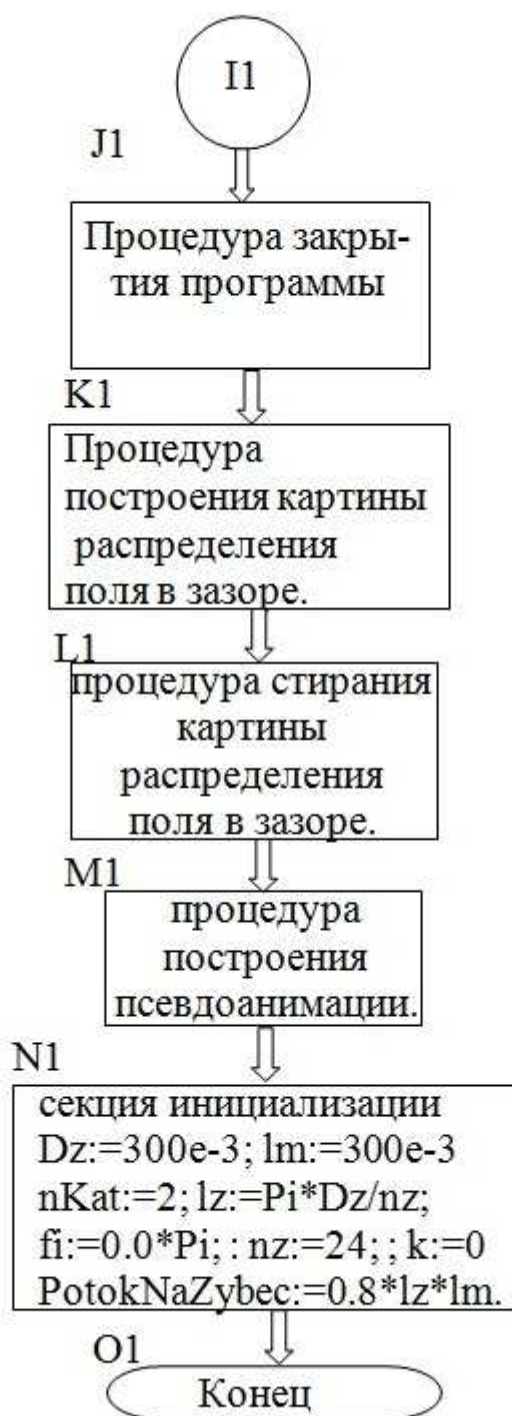 I1
J1
Процедура закры-
тия программы
K1
Процедура
построения картины
распределения
поля в зазоре.
L1
процедура стирания
картины
распределения
поля в зазоре.
M1
процедура
построения
псевдоанимации.
N1
секция инициализации
Dz:=300e-3; lm:=300e-3
nKat:=2; lz:=Pi*Dz/nz;
fi:=0.0*Pi; : nz:=24; ; k:=0
PotokNaZybec:=0.8*lz*lm.
O1
Конец